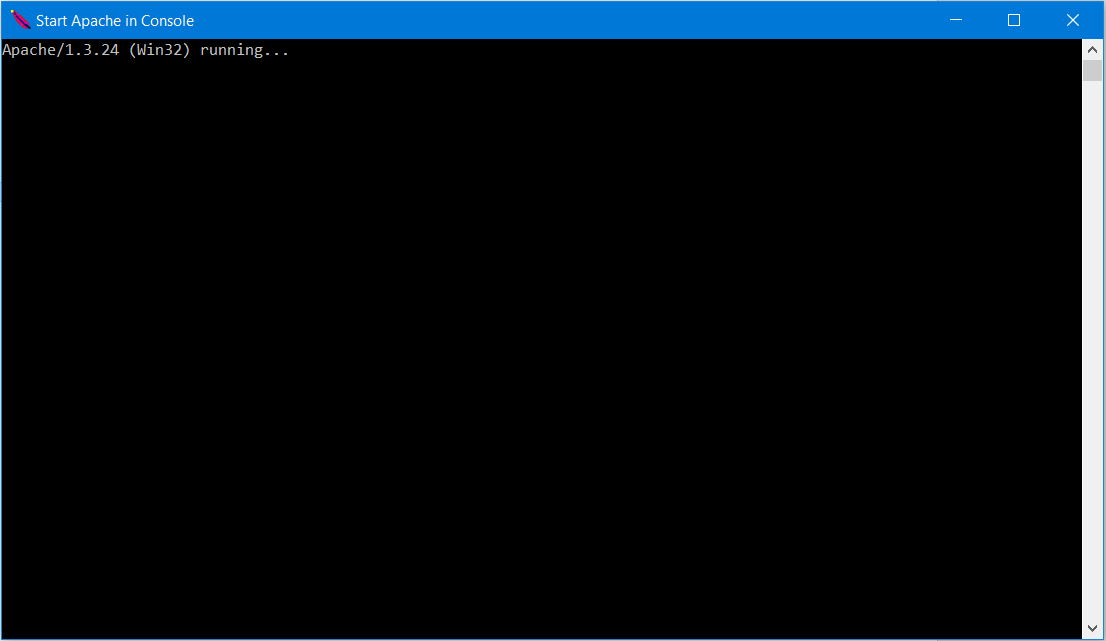 Start Apache in Console
Apache/1.3.24 (Win32) running...